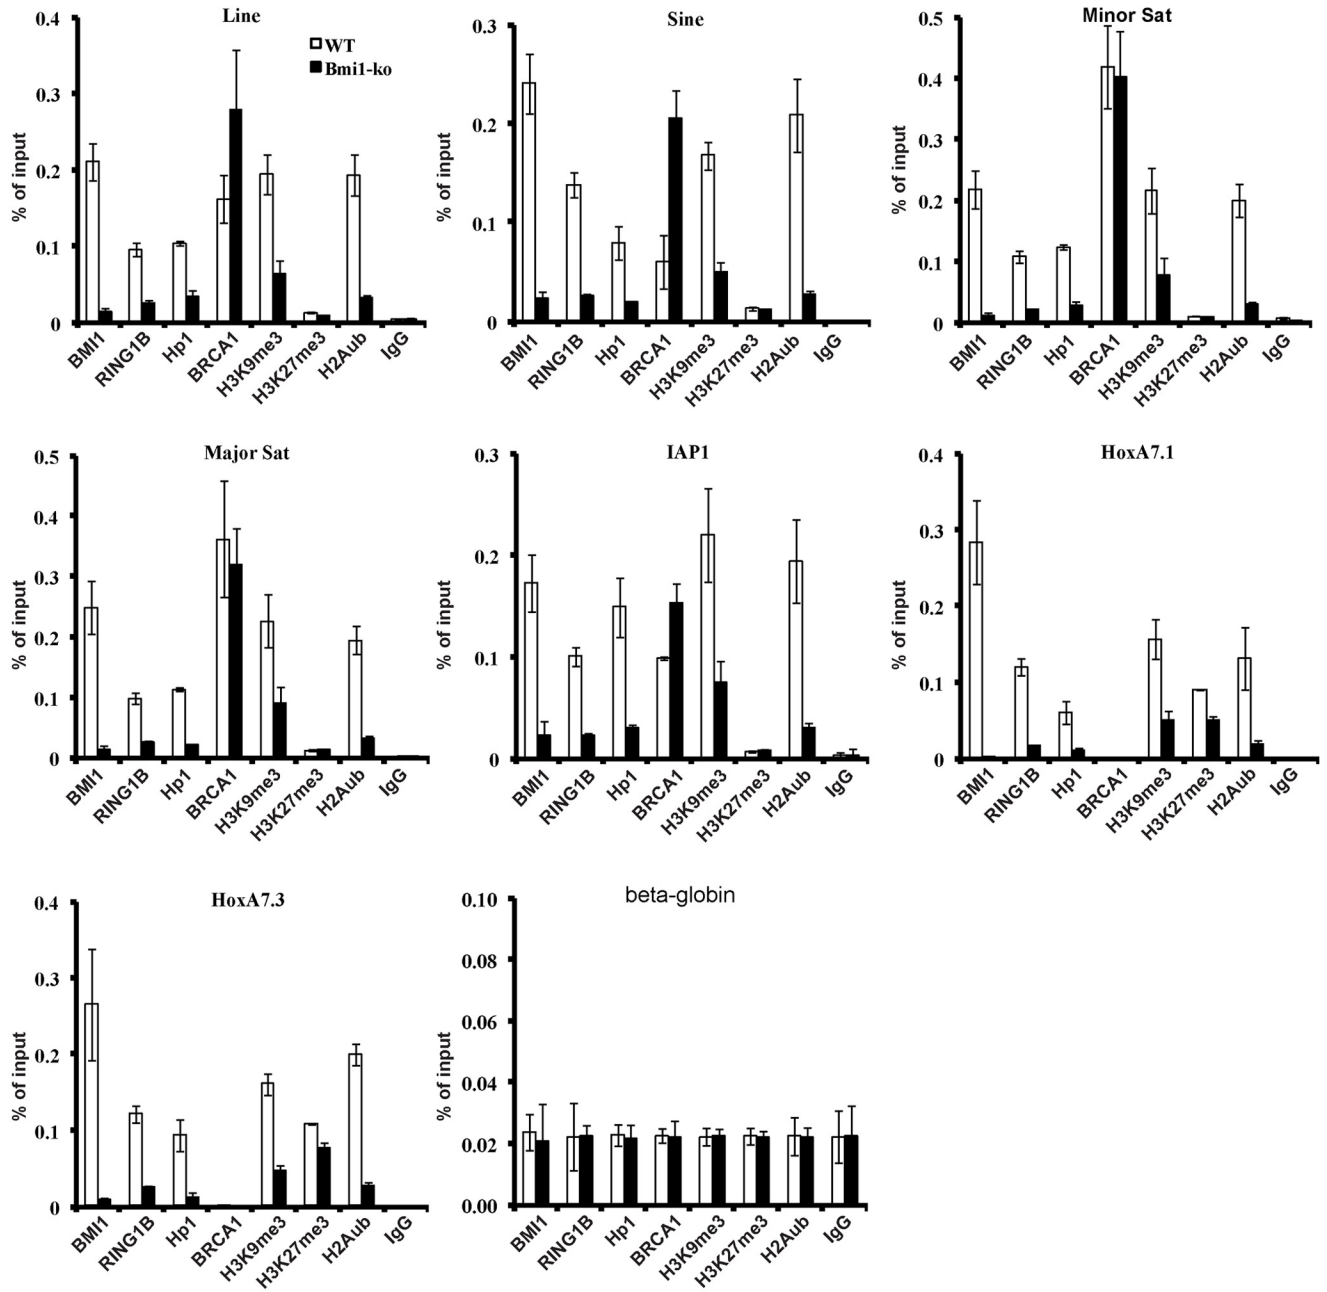 Line
0.4
0.3
0.2
0.1
0
% of input
WT
Bmi1-ko
BMI1
RING1B
Hp1
BRCA1
H3K9me3
H3K27me3
H2Aub
IgG
Sine
0.3
0.2
0.1
0
% of input
BMI1
RING1B
Hp1
BRCA1
H3K9me3
H3K27me3
H2Aub
IgG
Minor Sat
0.5
0.4
0.3
0.2
0.1
0
% of input
BMI1
RING1B
Hp1
BRCA1
H3K9me3
H3K27me3
H2Aub
IgG
Major Sat
0.5
0.4
0.3
0.2
0.1
0
% of input
BMI1
RING1B
Hp1
BRCA1
H3K9me3
H3K27me3
H2Aub
IgG
IAP1
0.3
0.2
0.1
0
% of input
BMI1
RING1B
Hp1
BRCA1
H3K9me3
H3K27me3
H2Aub
IgG
HoxA7.1
0.4
0.3
0.2
0.1
0
% of input
BMI1
RING1B
Hp1
BRCA1
H3K9me3
H3K27me3
H2Aub
IgG
HoxA7.3
0.4
0.3
0.2
0.1
0
% of input
BMI1
RING1B
Hp1
BRCA1
H3K9me3
H3K27me3
H2Aub
IgG
beta-globin
0.10
0.08
0.06
0.04
0.02
0.00
% of input
BMI1
RING1B
Hp1
BRCA1
H3K9me3
H3K27me3
H2Aub
IgG